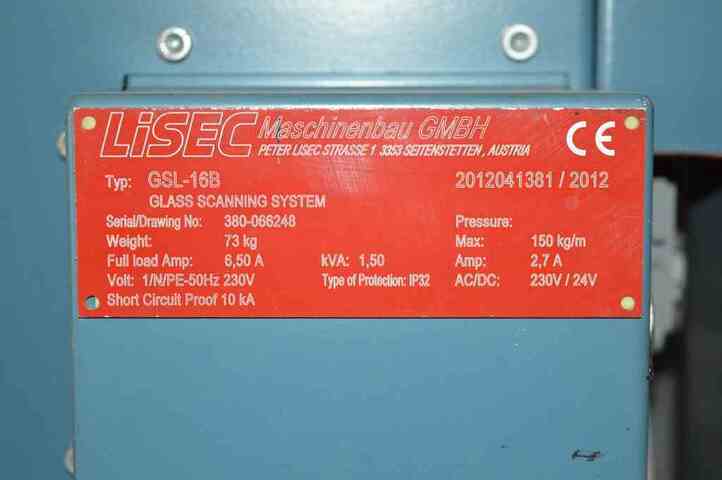 LiSEC Maschinenbau GMBH
PETER LISEC STRASSE 1 3353 SEITENSTETTEN, AUSTRIA
CE
Typ: GSL-16B 2012041381 / 2012
GLASS SCANNING SYSTEM
Serial/Drawing No: 380-066248 Pressure:
Weight: 73 kg Max: 150 kg/m
Full load Amp: 6,50 A kVA: 1,50 Amp: 2,7 A
Volt: 1/N/PE-50Hz 230V Type of Protection: IP32 AC/DC: 230V / 24V
Short Circuit Proof 10 kA